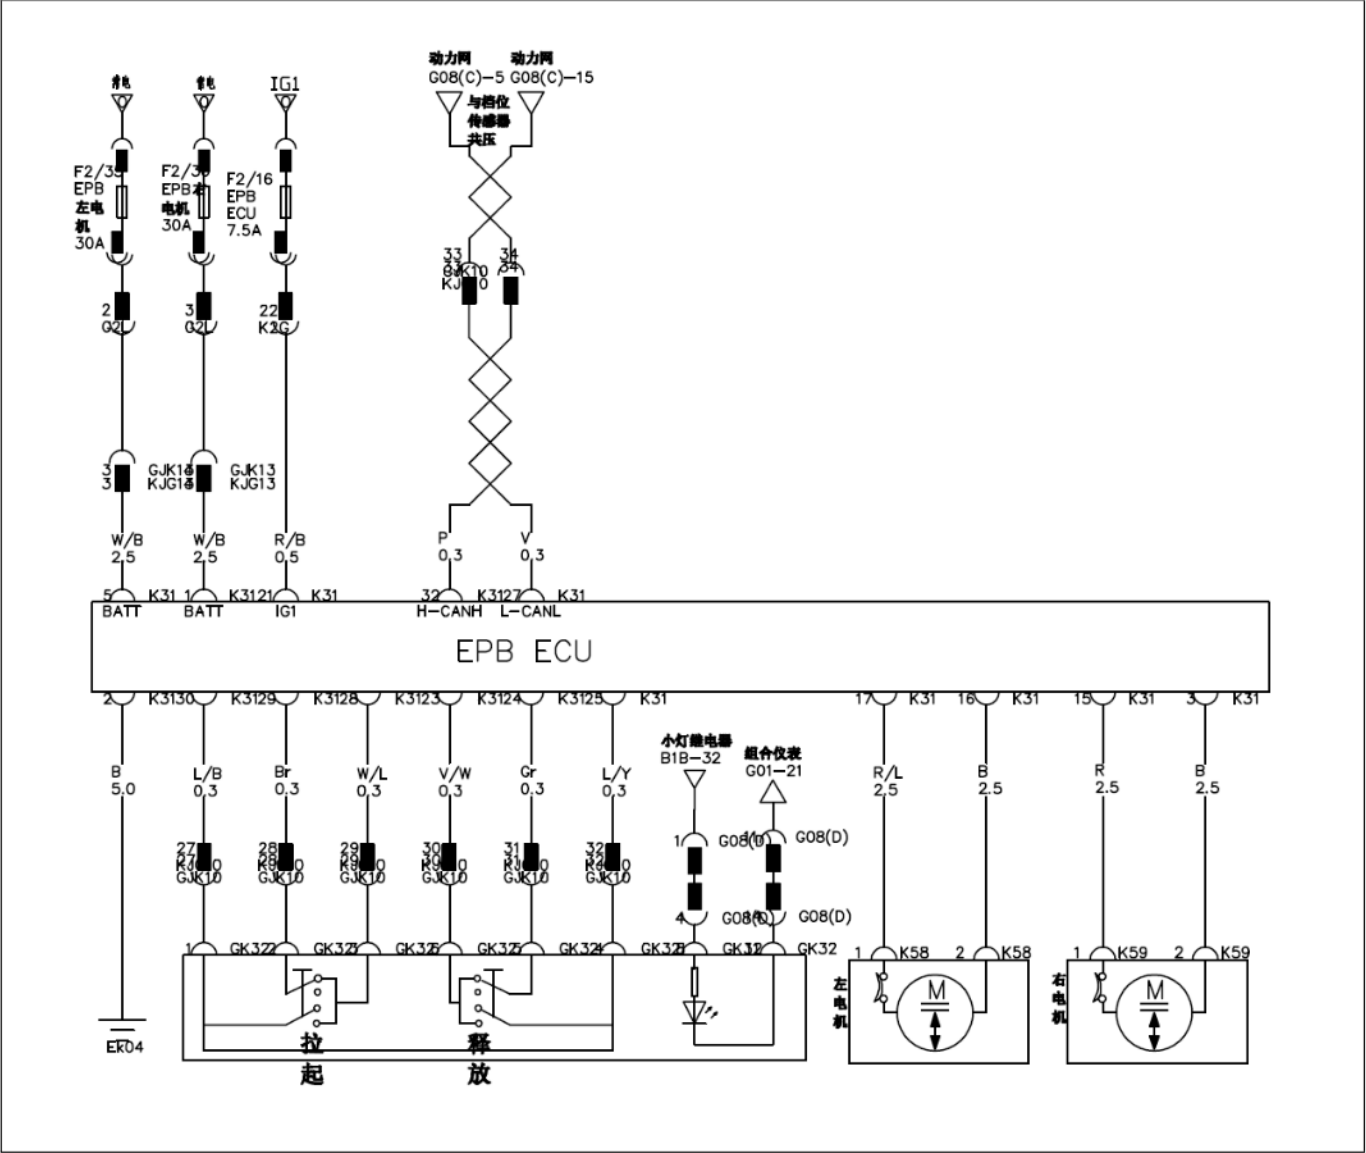 动力网 动力网
G08(C)-5 G08(C)-15
常电 常电 IG1
与档位
传感器
共压
F2/16
EPB
ECU
7.5A
EPB
左电
机
30A
电机
30A
33 34
KJG10
2 3 22
G2L G2L K2G
3 GJK13
3 KJG13
W/B W/B R/B P V
2.5 2.5 0.5 0.3 0.3
5 K31 1 K31 21 K31 32 K31 27 K31
BATT BATT IG1 H-CANH L-CANL
EPB ECU
2 K31 30 K31 29 K31 28 K31 23 K31 24 K31 25 K31 17 K31 16 K31 15 K31 3 K31
小灯继电器 组合仪表
B1B-32 G01-21
B L/B Br W/L V/W Gr L/Y R/L B R B
5.0 0.3 0.3 0.3 0.3 0.3 0.3 2.5 2.5 2.5 2.5
1 G08(D) G08(D)
27 28 29 30 31 32
GJK10 GJK10 GJK10 GJK10 GJK10 GJK10
4 G08(D) G08(D)
1 GK32 2 GK32 GK32 GK32 5 GK32 4 GK32 GK32 1 K58 2 K58 1 K59 2 K59
左电机 M 右电机 M
Ek04
拉起 释放